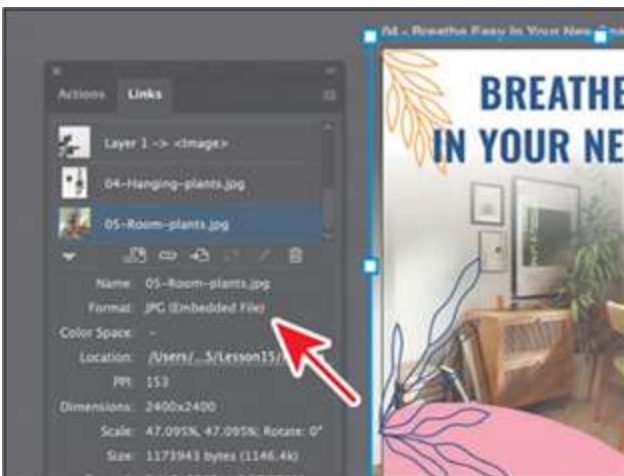 04 - Breathe Easy In Your New
Actions Links
BREATHE
IN YOUR NE
Layer 1 -> <Image>
04-Hanging-plants.jpg
05-Room-plants.jpg
Name: 05-Room-plants.jpg
Format: JPG (Embedded File)
Color Space: -
Location: /Users/...5/Lesson15/
PPI: 153
Dimensions: 2400x2400
Scale: 47.095%, 47.095%; Rotate: 0°
Size: 1173943 bytes (1146.4k)